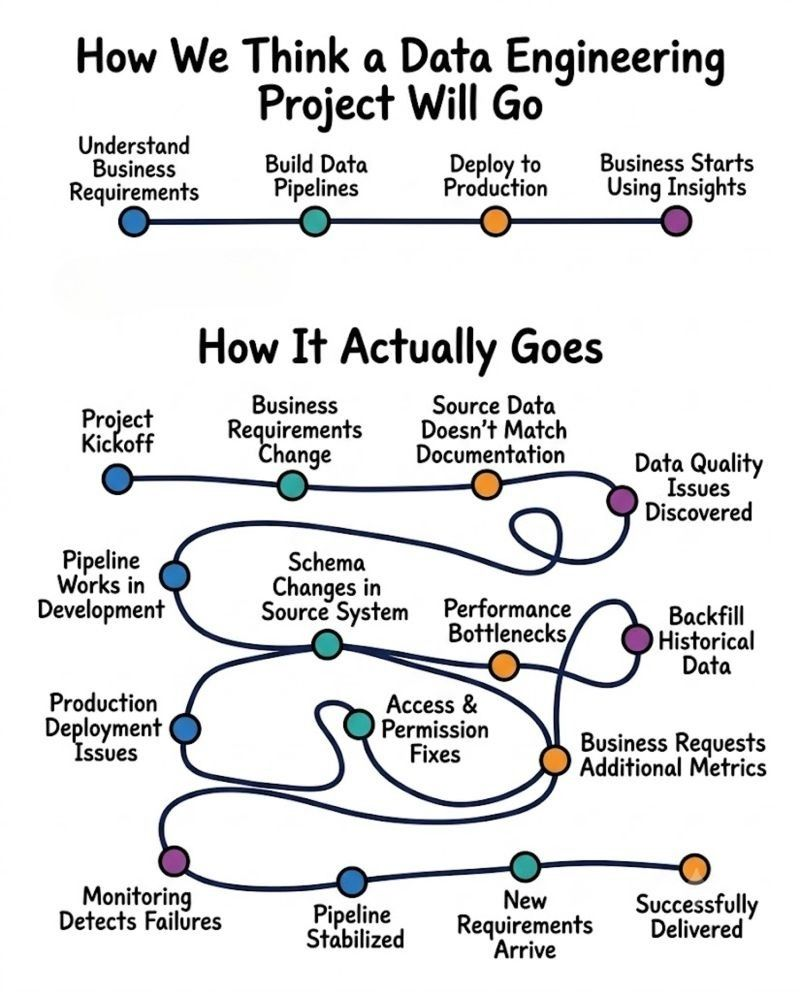 How We Think a Data Engineering
Project Will Go
Understand
Business
Requirements
Build Data
Pipelines
Deploy to
Production
Business Starts
Using Insights
How It Actually Goes
Project
Kickoff
Business
Requirements
Change
Source Data
Doesn't Match
Documentation
Data Quality
Issues
Discovered
Pipeline
Works in
Development
Schema
Changes in
Source System
Performance
Bottlenecks
Backfill
Historical
Data
Production
Deployment
Issues
Access &
Permission
Fixes
Business Requests
Additional Metrics
Monitoring
Detects Failures
Pipeline
Stabilized
New
Requirements
Arrive
Successfully
Delivered